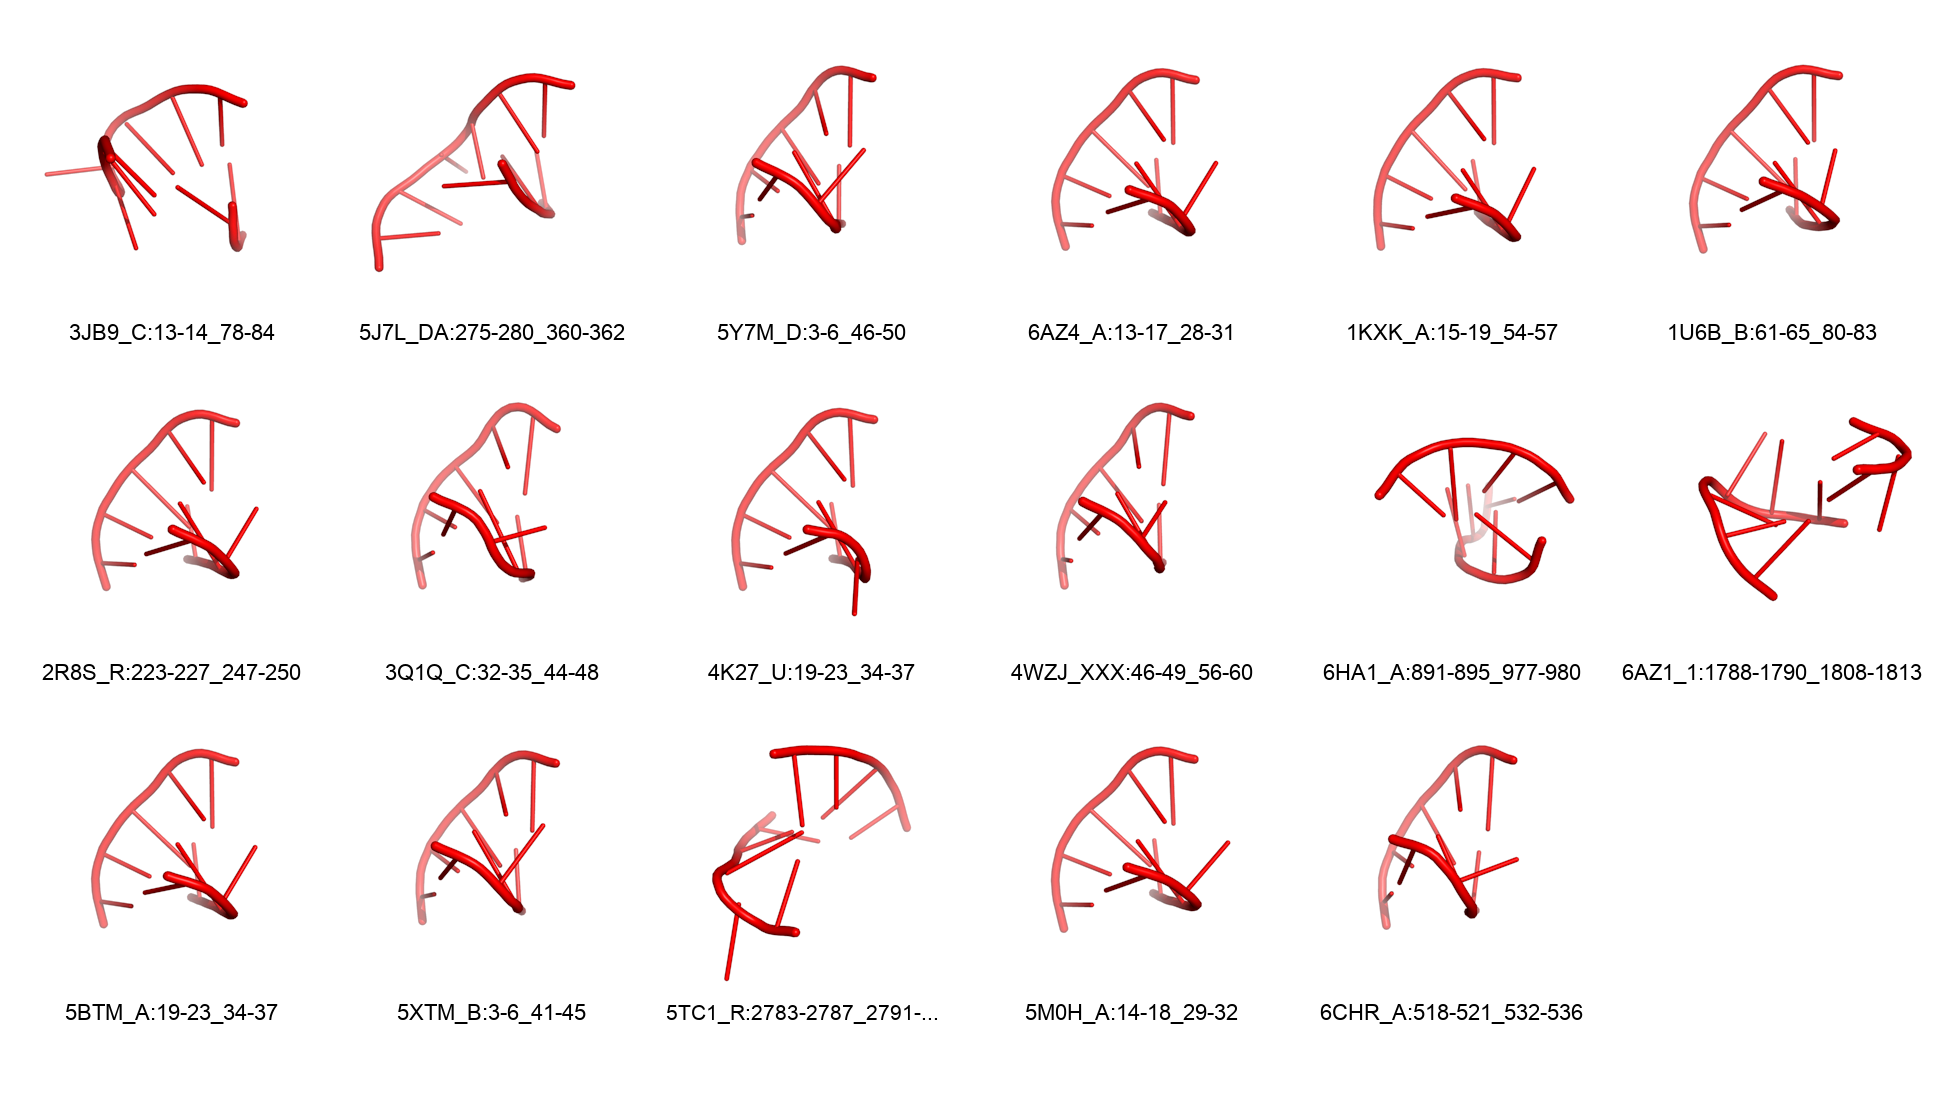 3JB9_C:13-14_78-84
5J7L_DA:275-280_360-362
5Y7M_D:3-6_46-50
6AZ4_A:13-17_28-31
1KXK_A:15-19_54-57
1U6B_B:61-65_80-83
2R8S_R:223-227_247-250
3Q1Q_C:32-35_44-48
4K27_U:19-23_34-37
4WZJ_XXX:46-49_56-60
6HA1_A:891-895_977-980
6AZ1_1:1788-1790_1808-1813
5BTM_A:19-23_34-37
5XTM_B:3-6_41-45
5TC1_R:2783-2787_2791-...
5M0H_A:14-18_29-32
6CHR_A:518-521_532-536